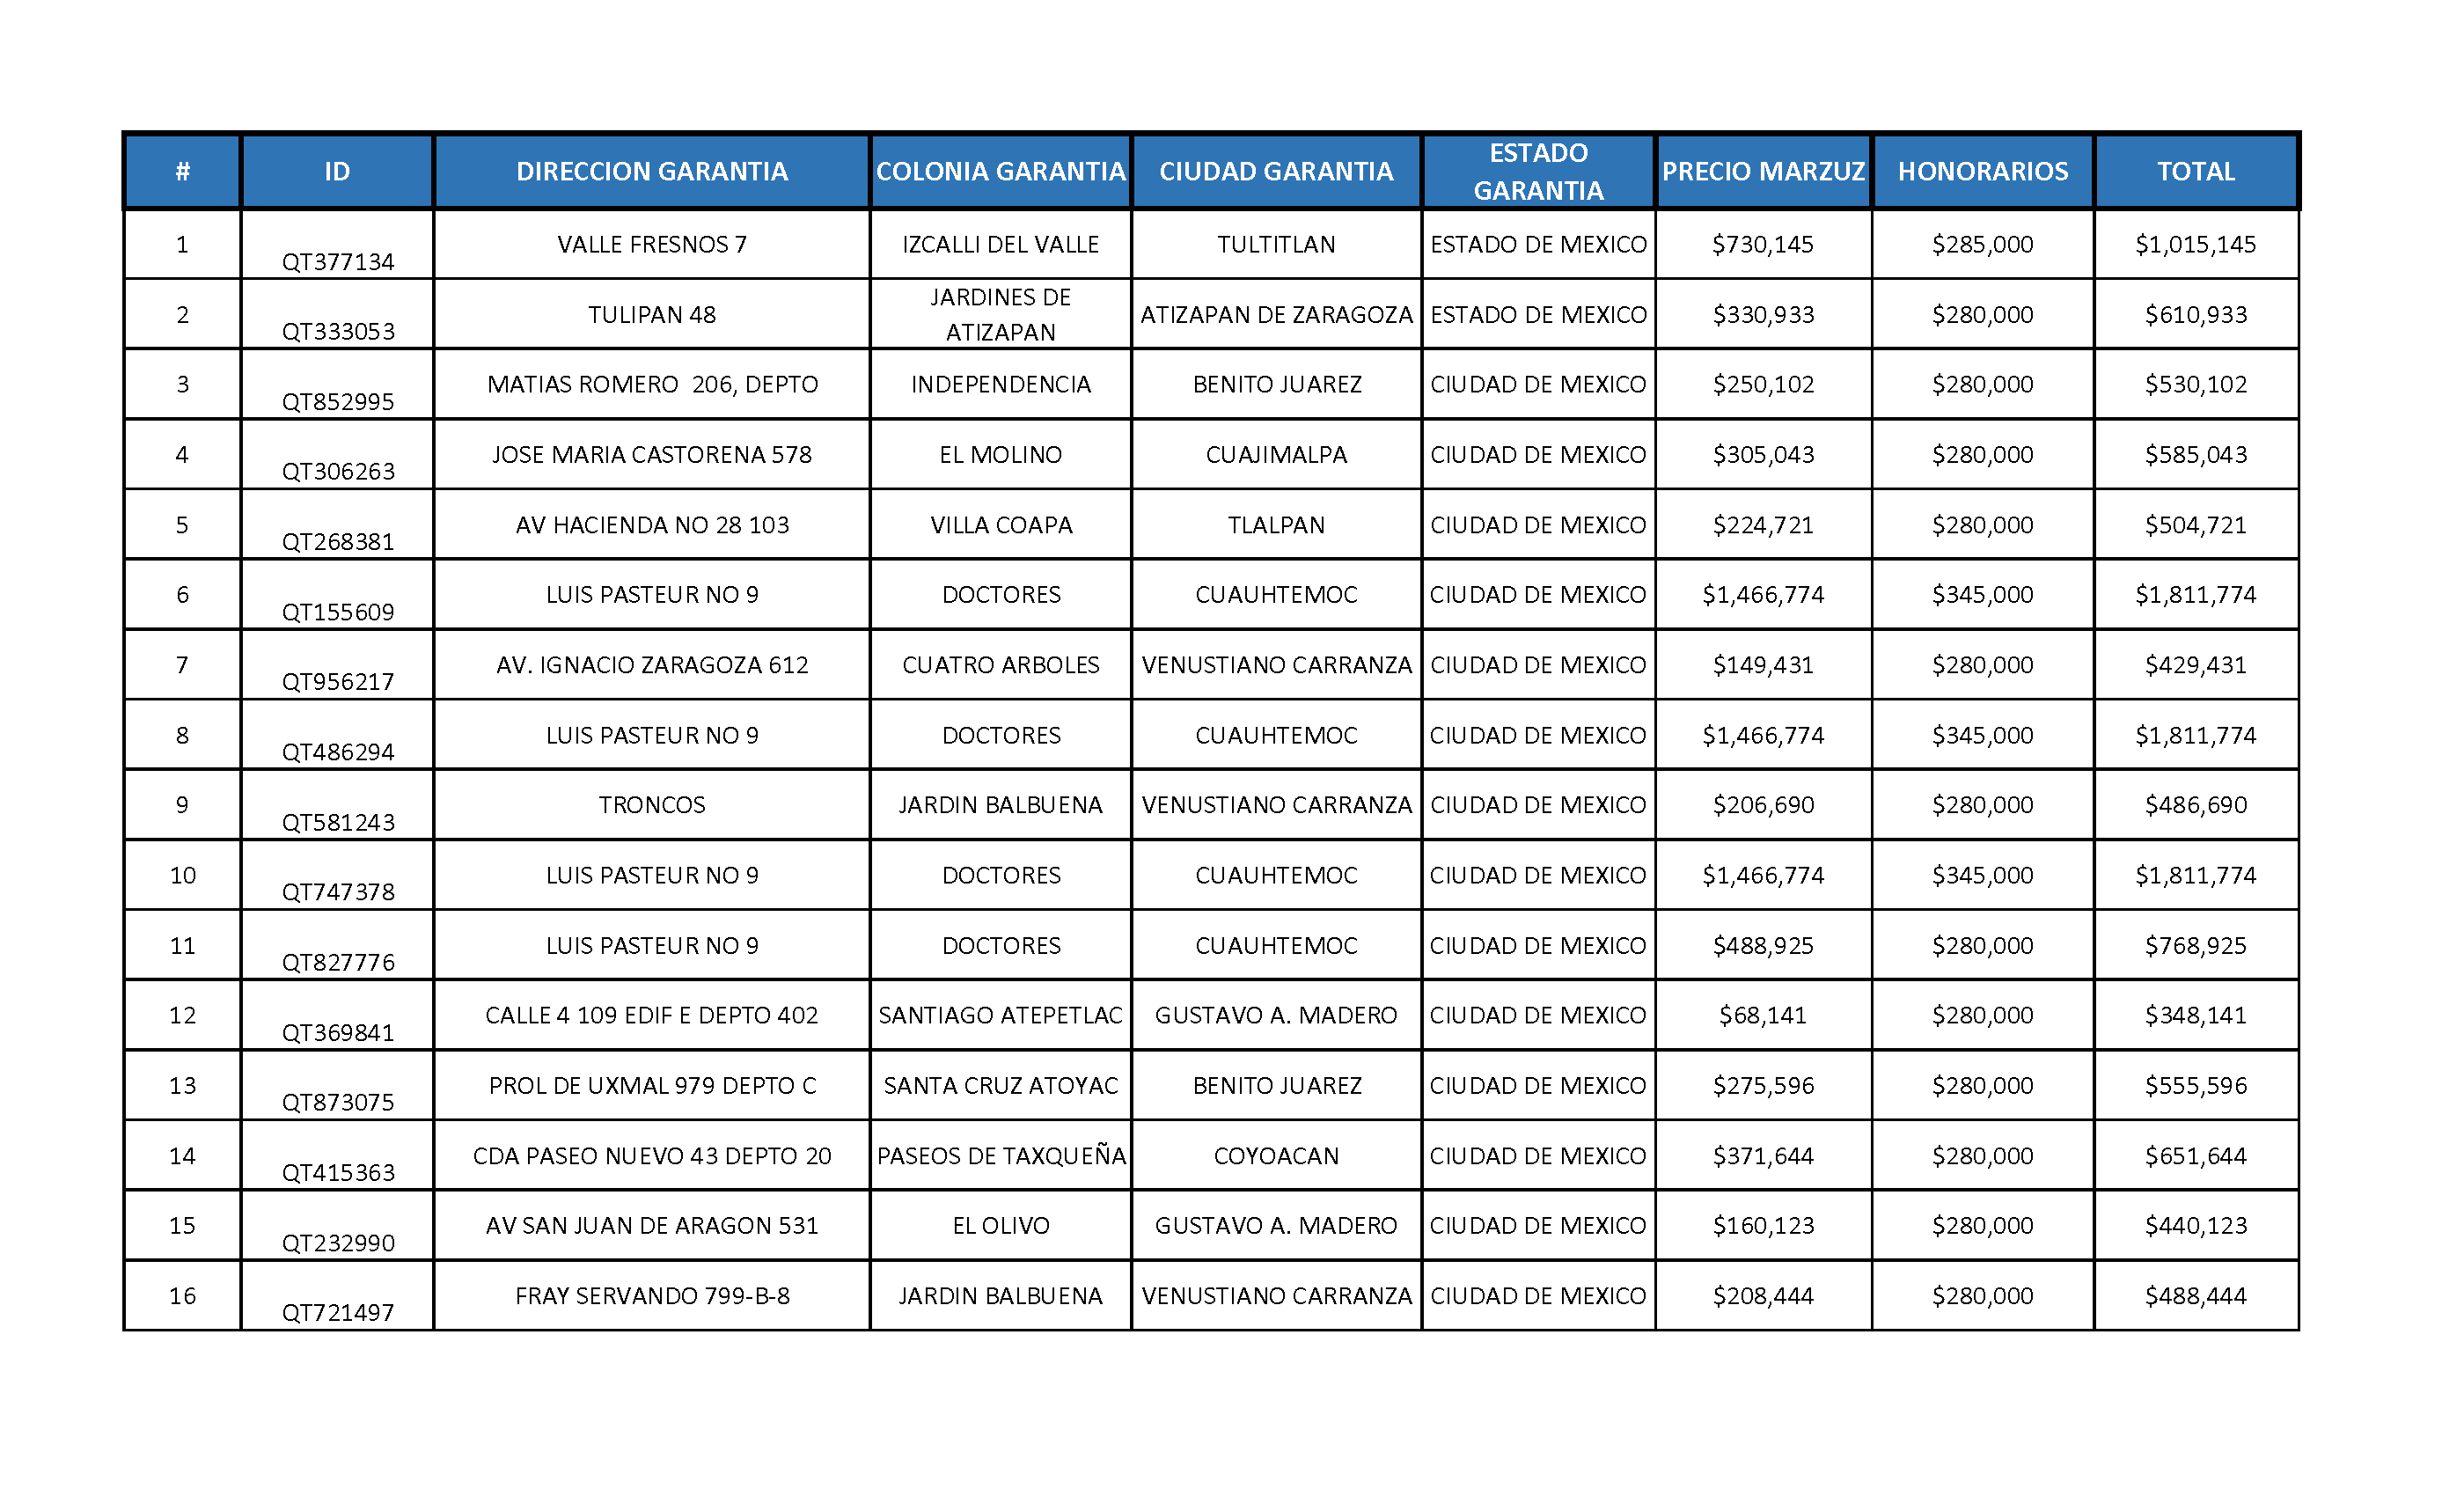 # ID DIRECCION GARANTIA COLONIA GARANTIA CIUDAD GARANTIA ESTADO GARANTIA PRECIO MARZUZ HONORARIOS TOTAL
1 QT377134 VALLE FRESNOS 7 IZCALLI DEL VALLE TULTITLAN ESTADO DE MEXICO $730,145 $285,000 $1,015,145
2 QT333053 TULIPAN 48 JARDINES DE ATIZAPAN ATIZAPAN DE ZARAGOZA ESTADO DE MEXICO $330,933 $280,000 $610,933
3 QT852995 MATIAS ROMERO  206, DEPTO INDEPENDENCIA BENITO JUAREZ CIUDAD DE MEXICO $250,102 $280,000 $530,102
4 QT306263 JOSE MARIA CASTORENA 578 EL MOLINO CUAJIMALPA CIUDAD DE MEXICO $305,043 $280,000 $585,043
5 QT268381 AV HACIENDA NO 28 103 VILLA COAPA TLALPAN CIUDAD DE MEXICO $224,721 $280,000 $504,721
6 QT155609 LUIS PASTEUR NO 9 DOCTORES CUAUHTEMOC CIUDAD DE MEXICO $1,466,774 $345,000 $1,811,774
7 QT956217 AV. IGNACIO ZARAGOZA 612 CUATRO ARBOLES VENUSTIANO CARRANZA CIUDAD DE MEXICO $149,431 $280,000 $429,431
8 QT486294 LUIS PASTEUR NO 9 DOCTORES CUAUHTEMOC CIUDAD DE MEXICO $1,466,774 $345,000 $1,811,774
9 QT581243 TRONCOS JARDIN BALBUENA VENUSTIANO CARRANZA CIUDAD DE MEXICO $206,690 $280,000 $486,690
10 QT747378 LUIS PASTEUR NO 9 DOCTORES CUAUHTEMOC CIUDAD DE MEXICO $1,466,774 $345,000 $1,811,774
11 QT827776 LUIS PASTEUR NO 9 DOCTORES CUAUHTEMOC CIUDAD DE MEXICO $488,925 $280,000 $768,925
12 QT369841 CALLE 4 109 EDIF E DEPTO 402 SANTIAGO ATEPETLAC GUSTAVO A. MADERO CIUDAD DE MEXICO $68,141 $280,000 $348,141
13 QT873075 PROL DE UXMAL 979 DEPTO C SANTA CRUZ ATOYAC BENITO JUAREZ CIUDAD DE MEXICO $275,596 $280,000 $555,596
14 QT415363 CDA PASEO NUEVO 43 DEPTO 20 PASEOS DE TAXQUEÑA COYOACAN CIUDAD DE MEXICO $371,644 $280,000 $651,644
15 QT232990 AV SAN JUAN DE ARAGON 531 EL OLIVO GUSTAVO A. MADERO CIUDAD DE MEXICO $160,123 $280,000 $440,123
16 QT721497 FRAY SERVANDO 799-B-8 JARDIN BALBUENA VENUSTIANO CARRANZA CIUDAD DE MEXICO $208,444 $280,000 $488,444